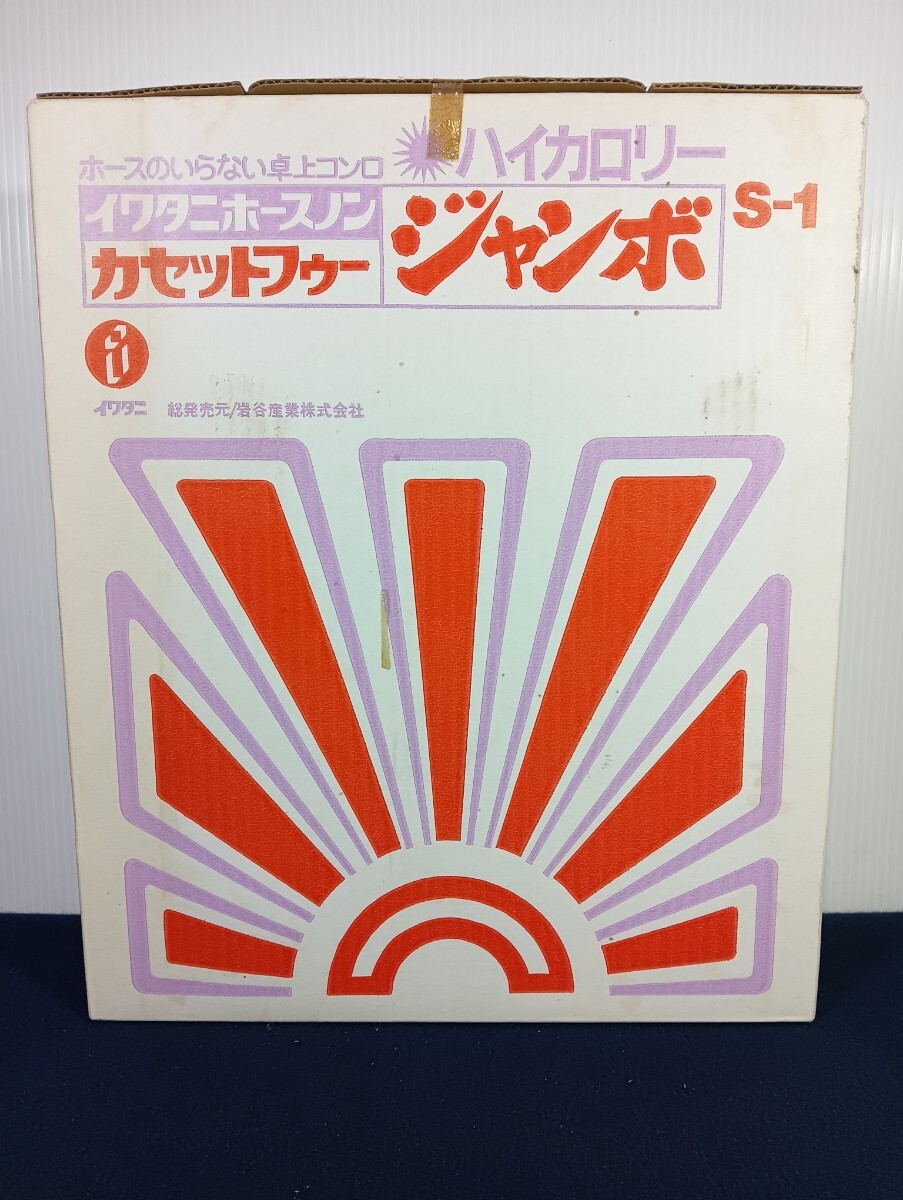 ハイカロリー
ホースのいらない卓上コンロ
イワタニホースノン
カセットフゥー
ジャンボ
S-1
イワタニ 総発売元/岩谷産業株式会社